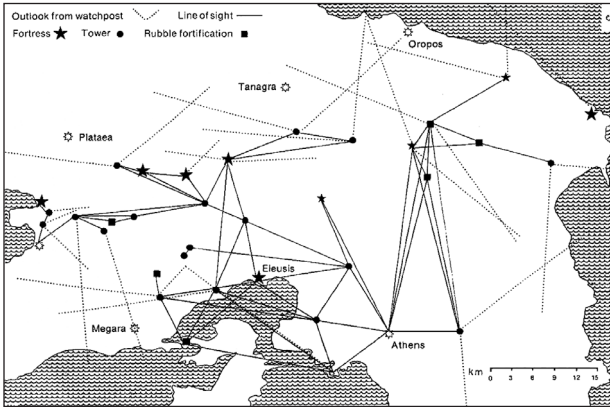 Outlook from watchpost Line of sight
Fortress Tower Rubble fortification
Oropos
Tanagra
Plataea
Eleusis
Megara
Athens
km
0 3 6 9 12 15